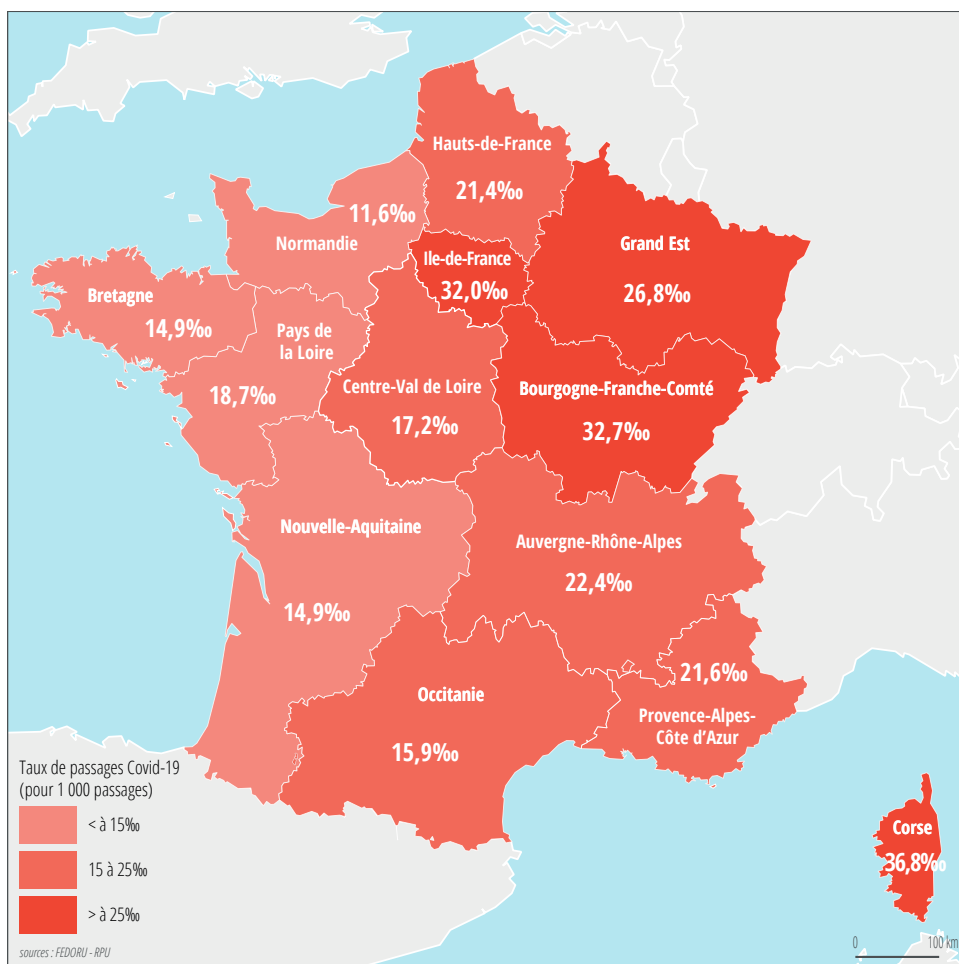 Hauts-de-France
21,4‰
11,6‰
Normandie
Ile-de-France
32,0‰
Grand Est
26,8‰
Bretagne
14,9‰
Pays de
la Loire
18,7‰
Centre-Val de Loire
17,2‰
Bourgogne-Franche-Comté
32,7‰
Nouvelle-Aquitaine
14,9‰
Auvergne-Rhône-Alpes
22,4‰
21,6‰
Provence-Alpes-
Côte d'Azur
Occitanie
15,9‰
Corse
36,8‰
Taux de passages Covid-19
(pour 1 000 passages)
< à 15‰
15 à 25‰
> à 25‰
sources : FEDORU - RPU
0 100 km